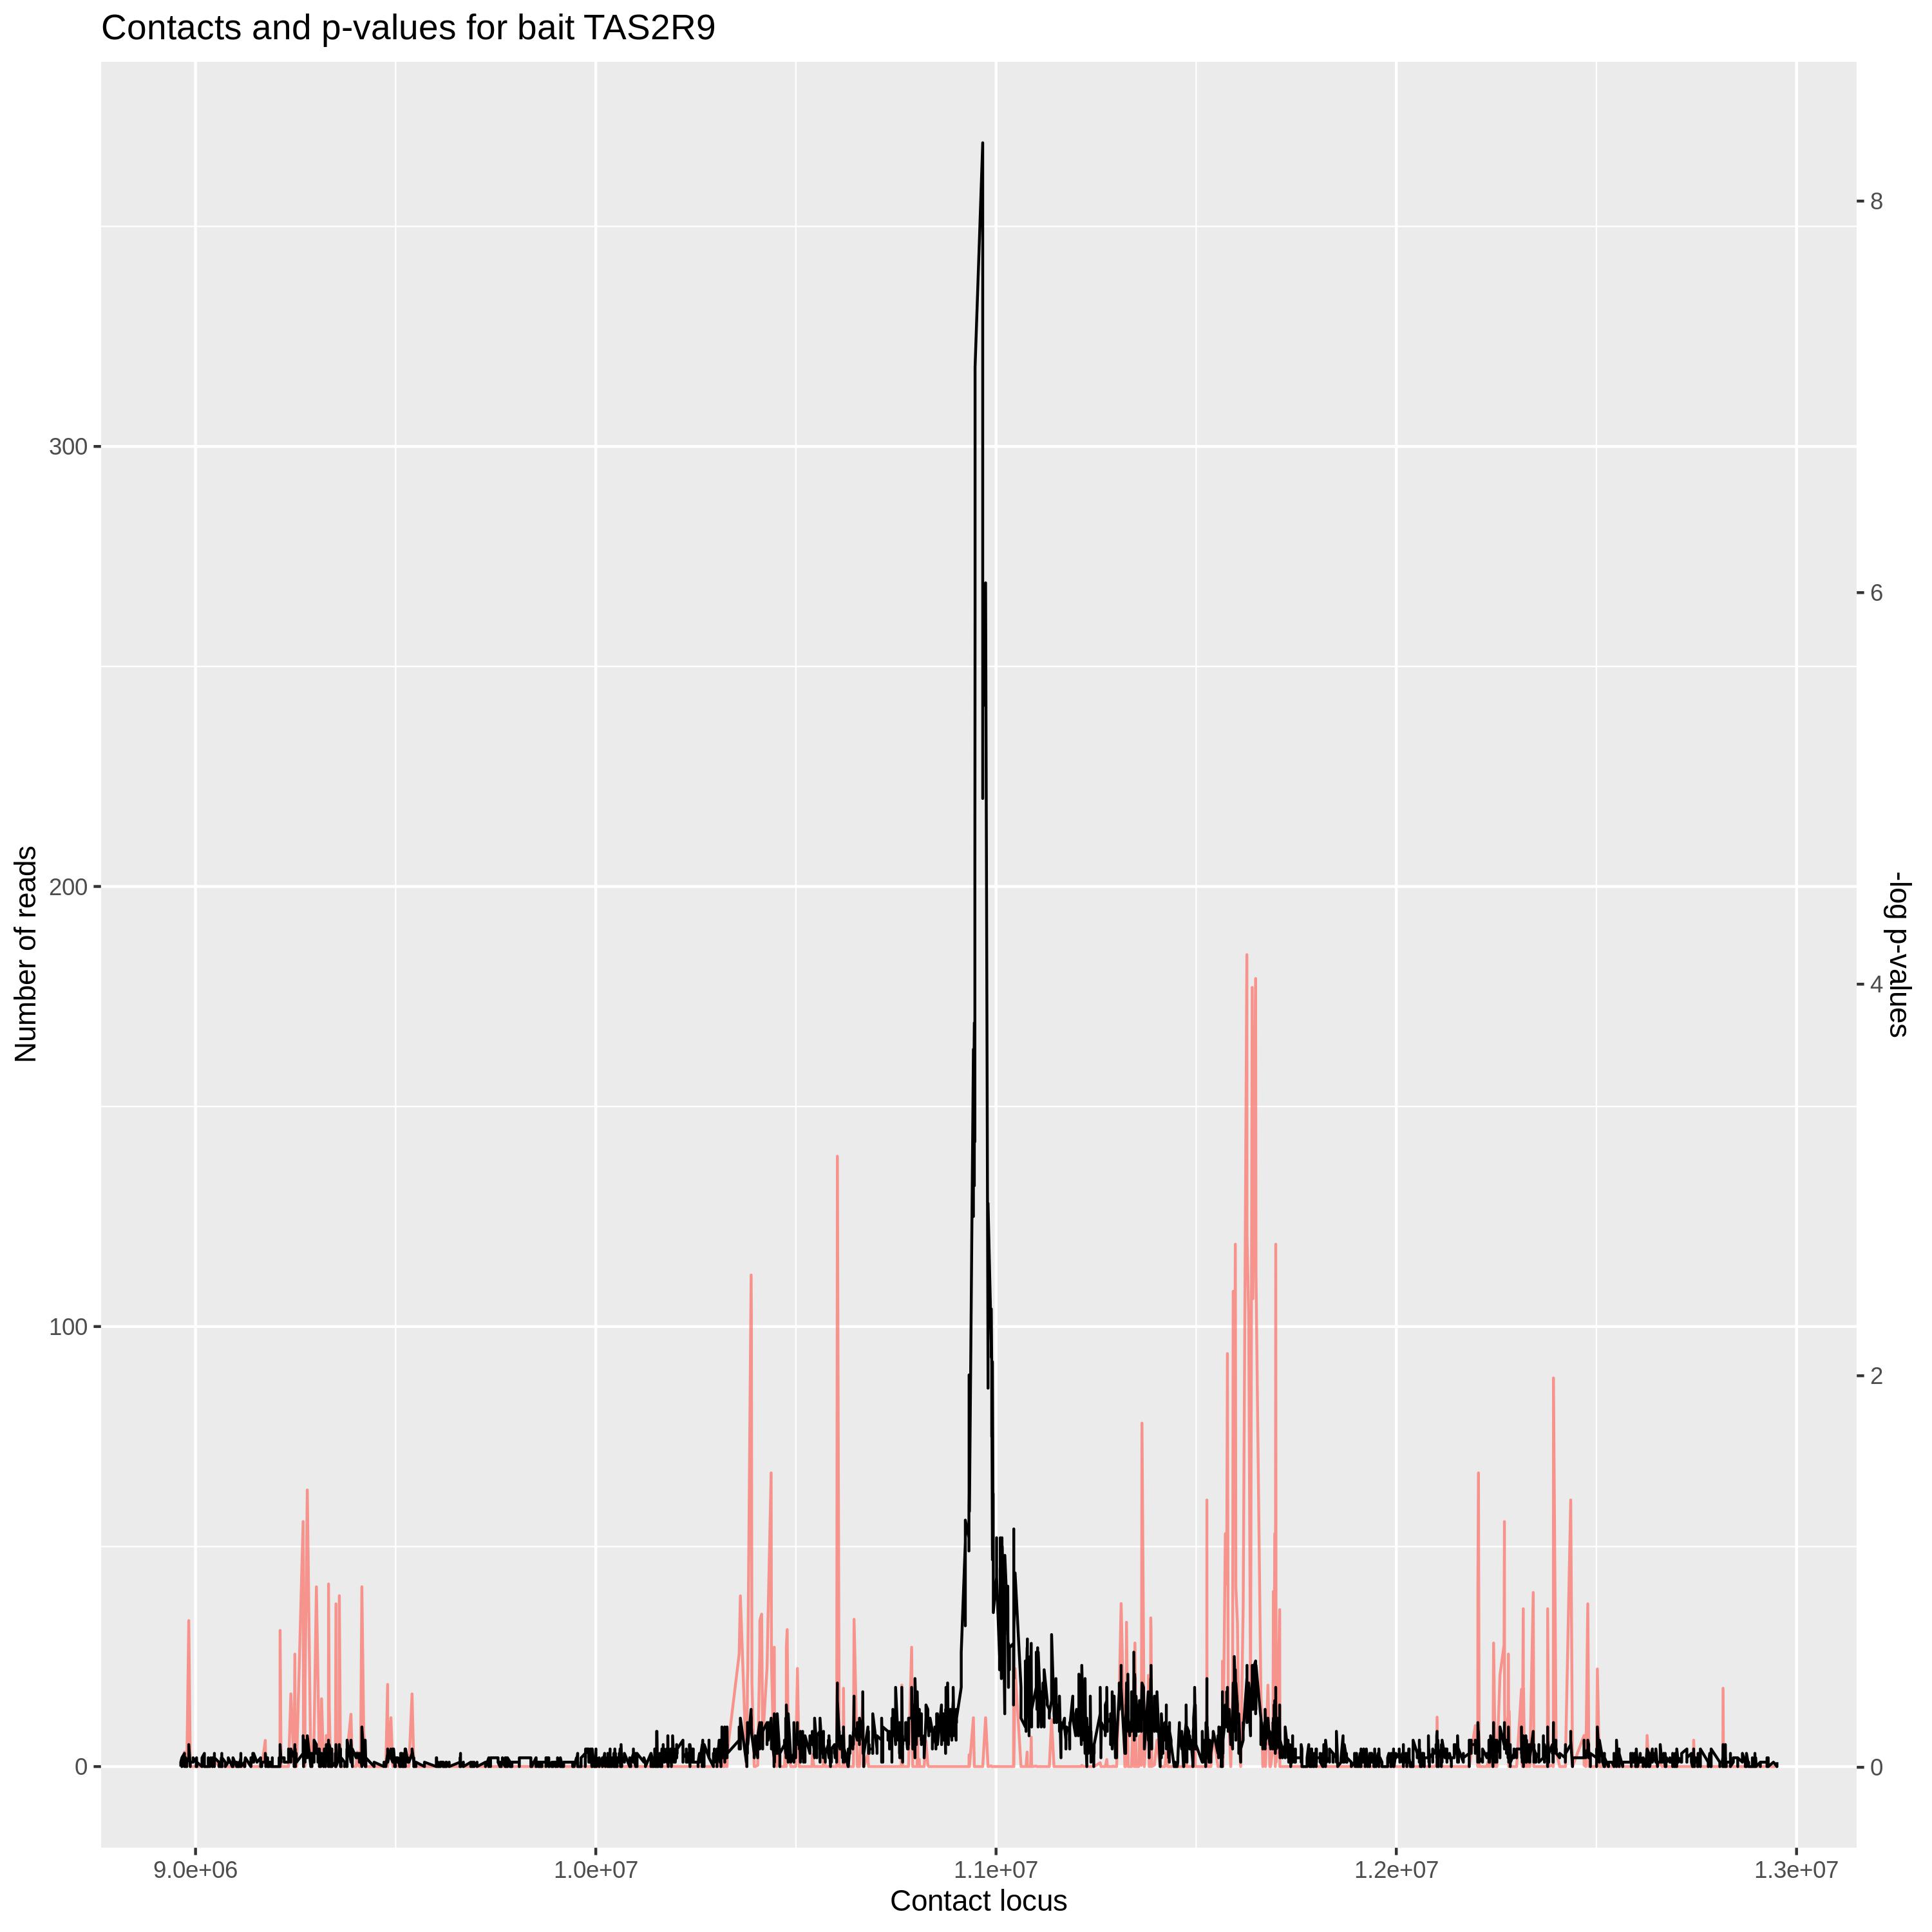 Contacts and p-values for bait TAS2R9
Number of reads
300
200
100
0
8
6
4
2
0
-log p-values
9.0e+06
1.0e+07
1.1e+07
1.2e+07
1.3e+07
Contact locus